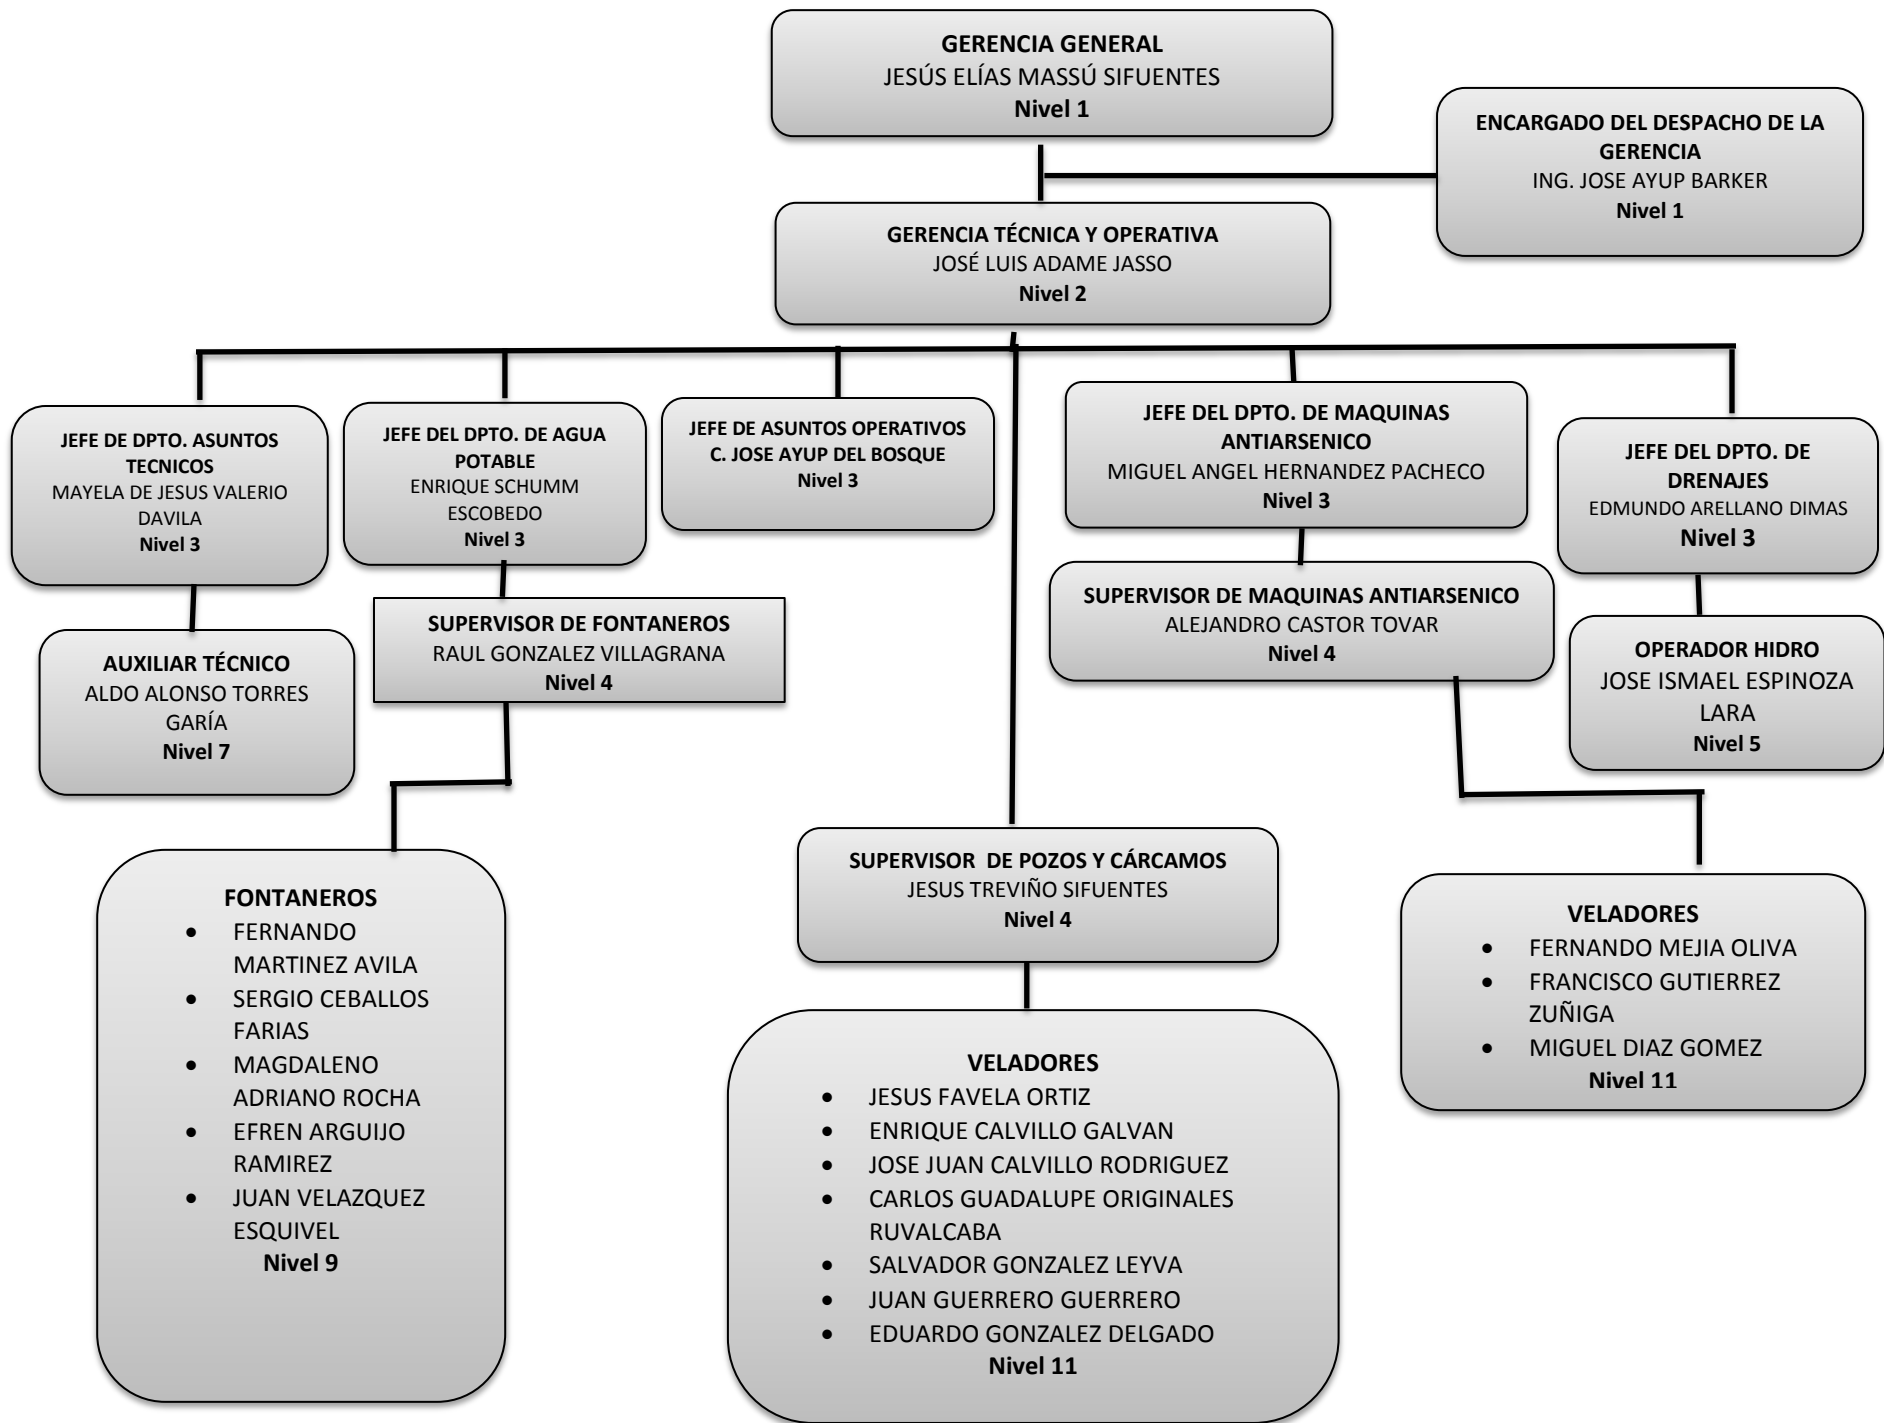 GERENCIA GENERAL
JESÚS ELÍAS MASSÚ SIFUENTES
Nivel 1
ENCARGADO DEL DESPACHO DE LA
GERENCIA
ING. JOSE AYUP BARKER
Nivel 1
GERENCIA TÉCNICA Y OPERATIVA
JOSÉ LUIS ADAME JASSO
Nivel 2
JEFE DE DPTO. ASUNTOS
TECNICOS
MAYELA DE JESUS VALERIO
DAVILA
Nivel 3
JEFE DEL DPTO. DE AGUA
POTABLE
ENRIQUE SCHUMM
ESCOBEDO
Nivel 3
JEFE DE ASUNTOS OPERATIVOS
C. JOSE AYUP DEL BOSQUE
Nivel 3
JEFE DEL DPTO. DE MAQUINAS
ANTIARSENICO
MIGUEL ANGEL HERNANDEZ PACHECO
Nivel 3
JEFE DEL DPTO. DE
DRENAJES
EDMUNDO ARELLANO DIMAS
Nivel 3
AUXILIAR TÉCNICO
ALDO ALONSO TORRES
GARÍA
Nivel 7
SUPERVISOR DE FONTANEROS
RAUL GONZALEZ VILLAGRANA
Nivel 4
SUPERVISOR DE MAQUINAS ANTIARSENICO
ALEJANDRO CASTOR TOVAR
Nivel 4
OPERADOR HIDRO
JOSE ISMAEL ESPINOZA
LARA
Nivel 5
FONTANEROS
• FERNANDO
MARTINEZ AVILA
• SERGIO CEBALLOS
FARIAS
• MAGDALENO
ADRIANO ROCHA
• EFREN ARGUIJO
RAMIREZ
• JUAN VELAZQUEZ
ESQUIVEL
Nivel 9
SUPERVISOR DE POZOS Y CÁRCAMOS
JESUS TREVIÑO SIFUENTES
Nivel 4
VELADORES
• JESUS FAVELA ORTIZ
• ENRIQUE CALVILLO GALVAN
• JOSE JUAN CALVILLO RODRIGUEZ
• CARLOS GUADALUPE ORIGINALES
RUVALCABA
• SALVADOR GONZALEZ LEYVA
• JUAN GUERRERO GUERRERO
• EDUARDO GONZALEZ DELGADO
Nivel 11
VELADORES
• FERNANDO MEJIA OLIVA
• FRANCISCO GUTIERREZ
ZUÑIGA
• MIGUEL DIAZ GOMEZ
Nivel 11